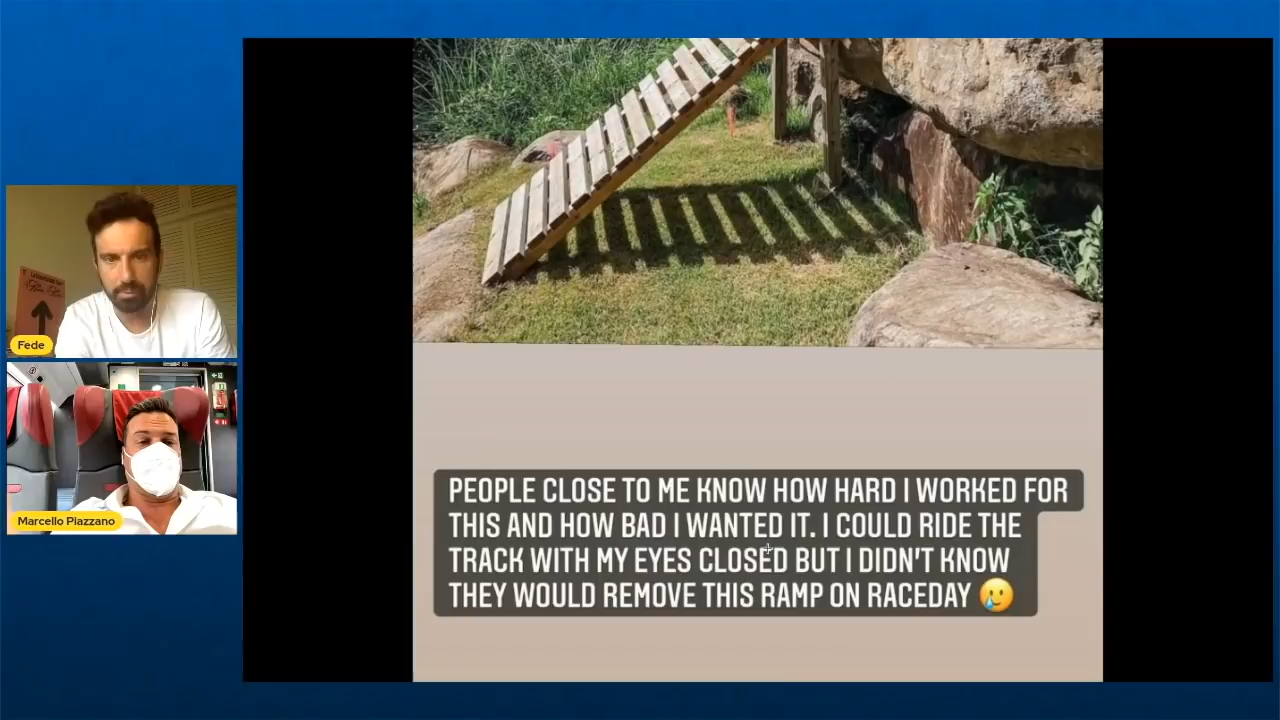 Fede
Marcello Piazzano
PEOPLE CLOSE TO ME KNOW HOW HARD I WORKED FOR
THIS AND HOW BAD I WANTED IT. I COULD RIDE THE
TRACK WITH MY EYES CLOSED BUT I DIDN'T KNOW
THEY WOULD REMOVE THIS RAMP ON RACEDAY 🥲